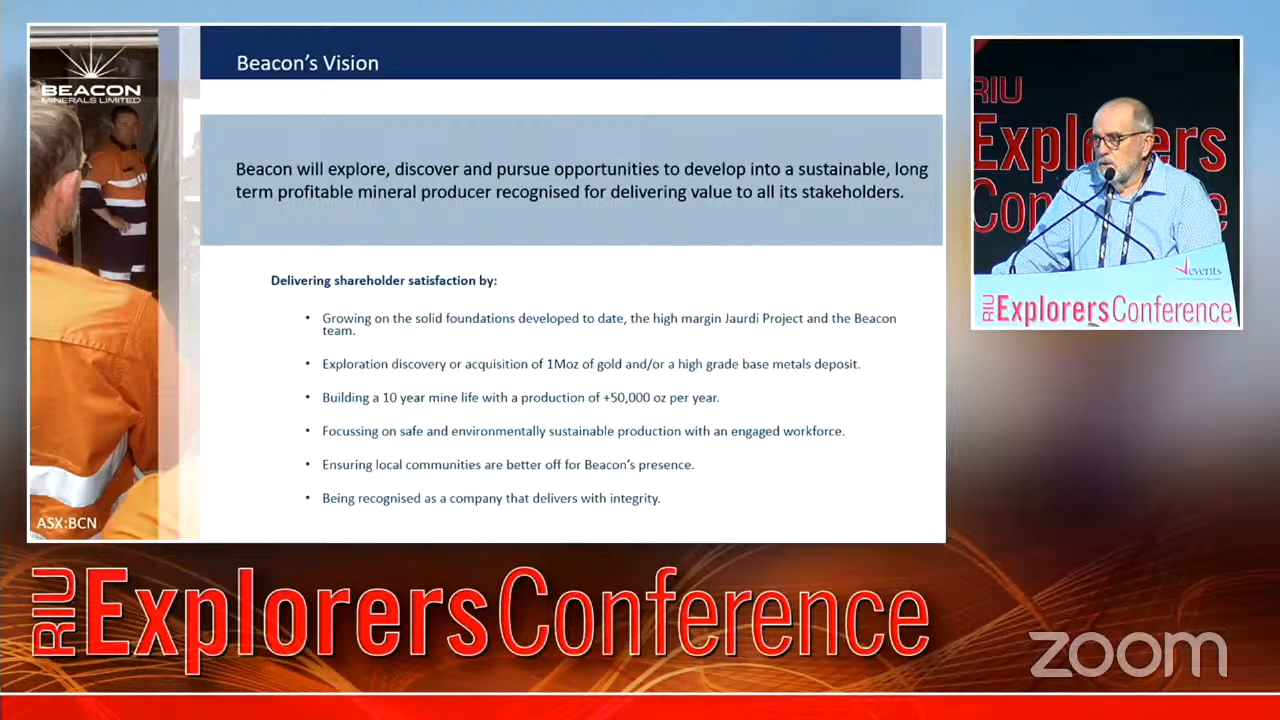 BEACON
MINERALS LIMITED
Beacon's Vision
Beacon will explore, discover and pursue opportunities to develop into a sustainable, long
term profitable mineral producer recognised for delivering value to all its stakeholders.
Delivering shareholder satisfaction by:
• Growing on the solid foundations developed to date, the high margin Jaurdi Project and the Beacon
team.
• Exploration discovery or acquisition of 1Moz of gold and/or a high grade base metals deposit.
• Building a 10 year mine life with a production of +50,000 oz per year.
• Focussing on safe and environmentally sustainable production with an engaged workforce.
• Ensuring local communities are better off for Beacon's presence.
• Being recognised as a company that delivers with integrity.
ASX:BCN
RIU
Explorers
Con
events
RIU ExplorersConference
RIU ExplorersConference
zoom